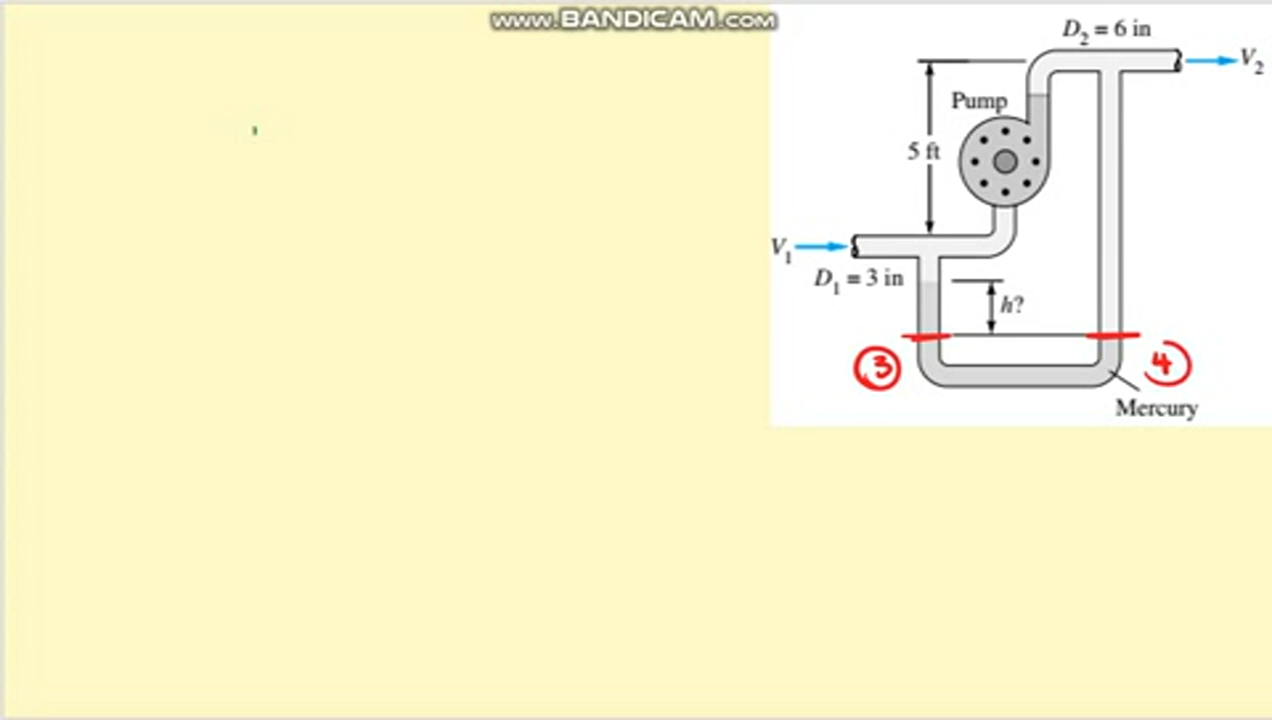 www.BANDICAM.com
D2 = 6 in
V2
Pump
5 ft
V1
D1 = 3 in
h?
3
4
Mercury